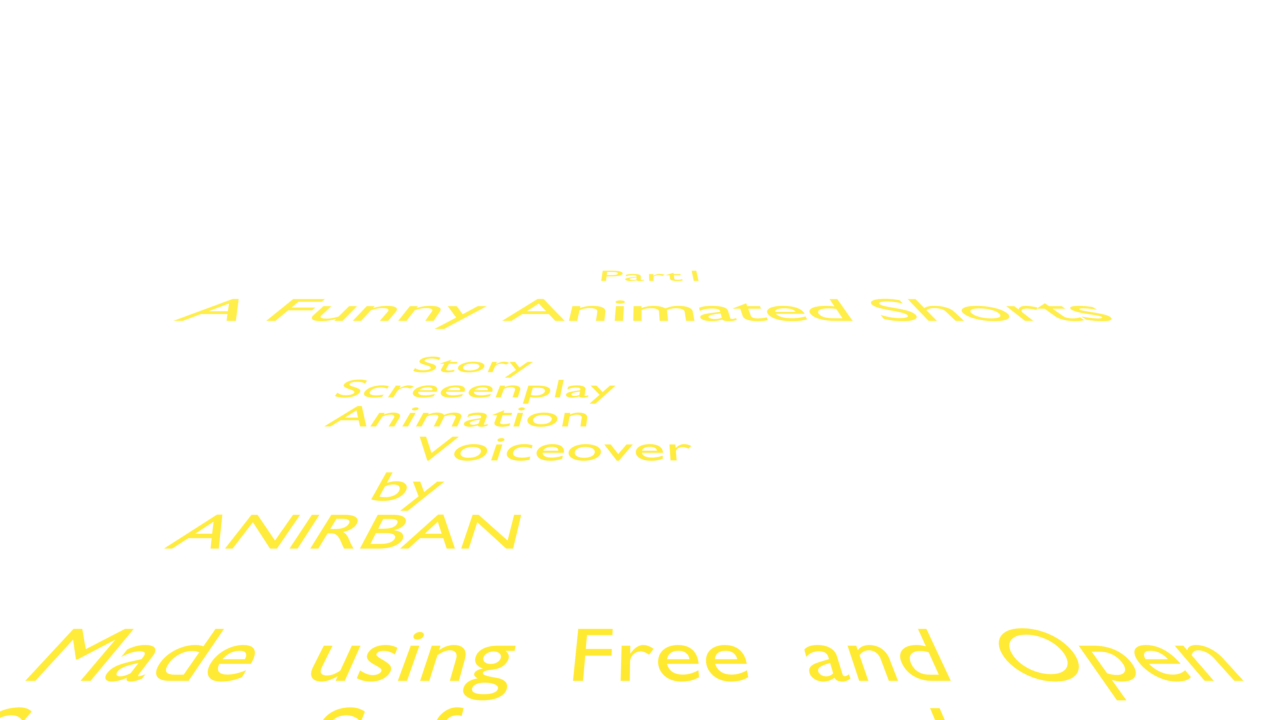 Part I
A Funny Animated Shorts
Story
Screeenplay
Animation
Voiceover
by
ANIRBAN
Made using Free and Open